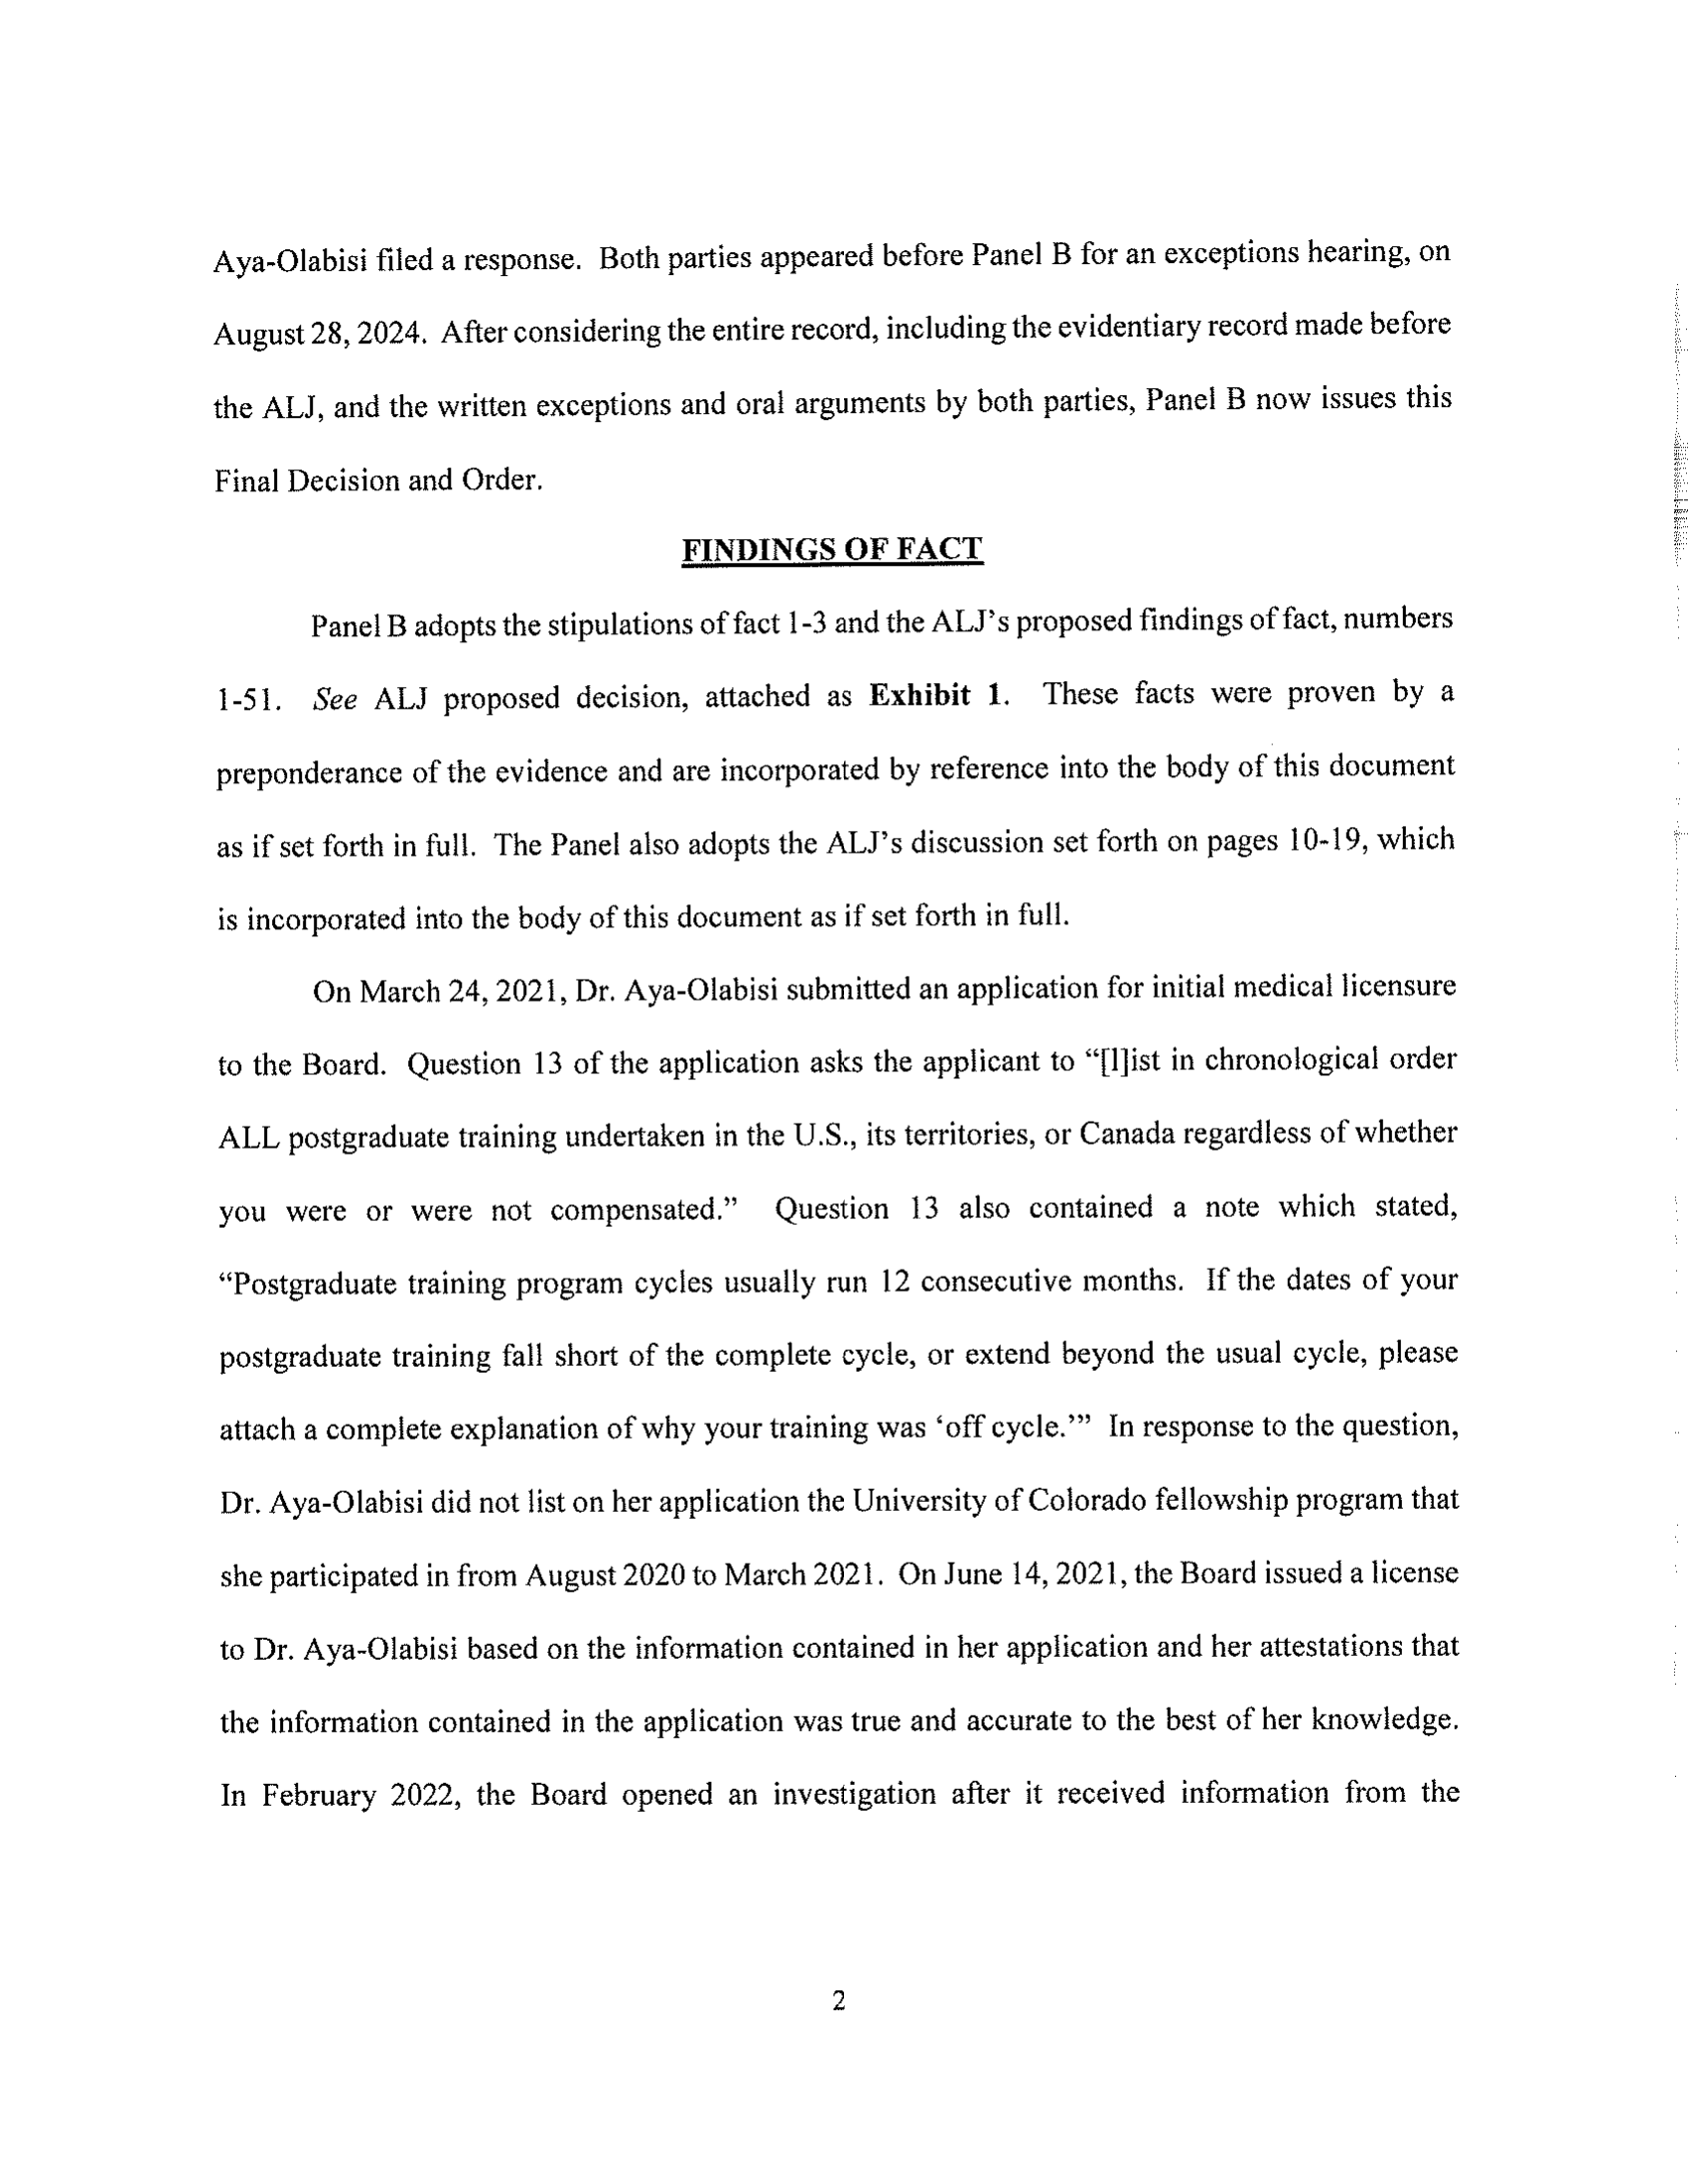 Aya-Olabisi filed a response. Both parties appeared before Panel B for an exceptions hearing, on
August 28, 2024. After considering the entire record, including the evidentiary record made before
the ALJ, and the written exceptions and oral arguments by both parties, Panel B now issues this
Final Decision and Order.
FINDINGS OF FACT
Panel B adopts the stipulations of fact 1-3 and the ALJ’s proposed findings of fact, numbers
1-51. See ALJ proposed decision, attached as Exhibit 1. These facts were proven by a
preponderance of the evidence and are incorporated by reference into the body of this document
as if set forth in full. The Panel also adopts the ALJ’s discussion set forth on pages 10-19, which
is incorporated into the body of this document as if set forth in full.
On March 24, 2021, Dr. Aya-Olabisi submitted an application for initial medical licensure
to the Board. Question 13 of the application asks the applicant to “[l]ist in chronological order
ALL postgraduate training undertaken in the U.S., its territories, or Canada regardless of whether
you were or were not compensated.” Question 13 also contained a note which stated,
“Postgraduate training program cycles usually run 12 consecutive months. If the dates of your
postgraduate training fall short of the complete cycle, or extend beyond the usual cycle, please
attach a complete explanation of why your training was ‘off cycle.’” In response to the question,
Dr. Aya-Olabisi did not list on her application the University of Colorado fellowship program that
she participated in from August 2020 to March 2021. On June 14, 2021, the Board issued a license
to Dr. Aya-Olabisi based on the information contained in her application and her attestations that
the information contained in the application was true and accurate to the best of her knowledge.
In February 2022, the Board opened an investigation after it received information from the
2